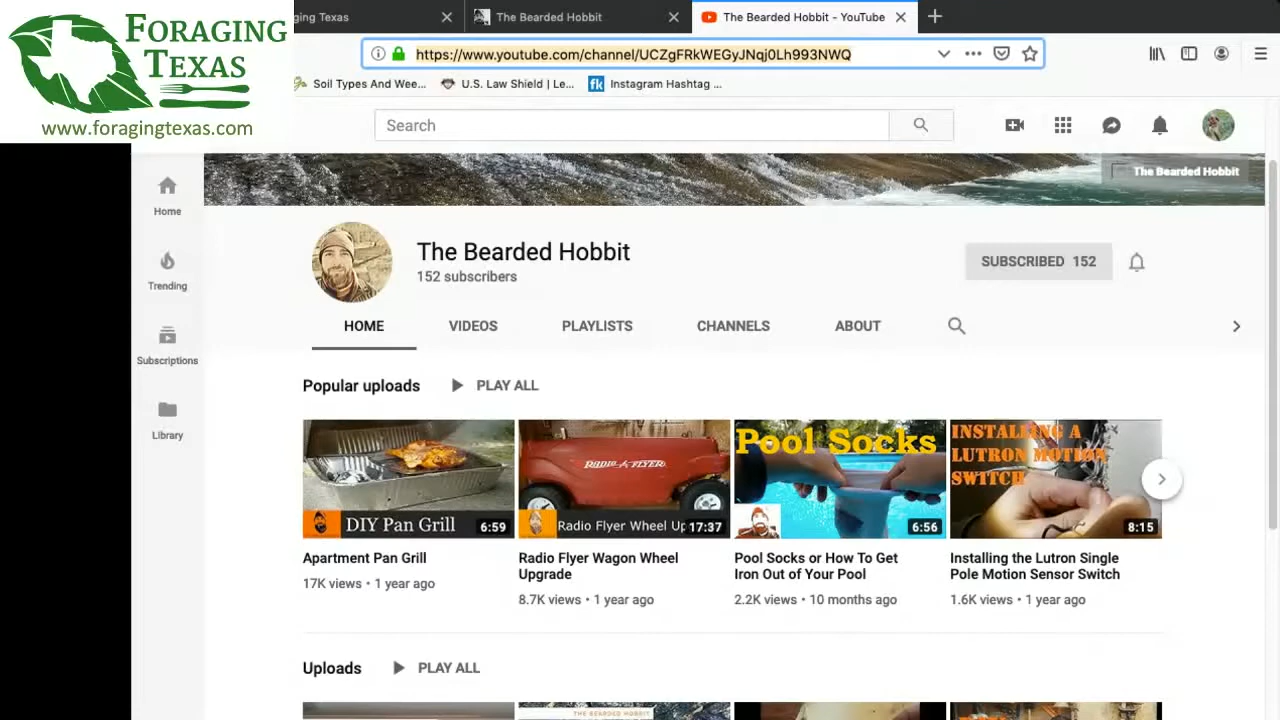 FORAGING
TEXAS
www.foragingtexas.com
ging Texas
The Bearded Hobbit
The Bearded Hobbit - YouTube
https://www.youtube.com/channel/UCZgFRkWEGyJNqj0Lh993NWQ
Soil Types And Wee...
U.S. Law Shield | Le...
fk
Instagram Hashtag ...
Search
The Bearded Hobbit
Home
Trending
Subscriptions
Library
The Bearded Hobbit
152 subscribers
SUBSCRIBED 152
HOME
VIDEOS
PLAYLISTS
CHANNELS
ABOUT
Popular uploads
PLAY ALL
DIY Pan Grill
6:59
Apartment Pan Grill
17K views • 1 year ago
RADIO FLYER
Radio Flyer Wheel Up
17:37
Radio Flyer Wagon Wheel
Upgrade
8.7K views • 1 year ago
Pool Socks
6:56
Pool Socks or How To Get
Iron Out of Your Pool
2.2K views • 10 months ago
INSTALLING A
LUTRON MOTION
SWITCH
8:15
Installing the Lutron Single
Pole Motion Sensor Switch
1.6K views • 1 year ago
Uploads
PLAY ALL
THE BEARDED HOBBIT